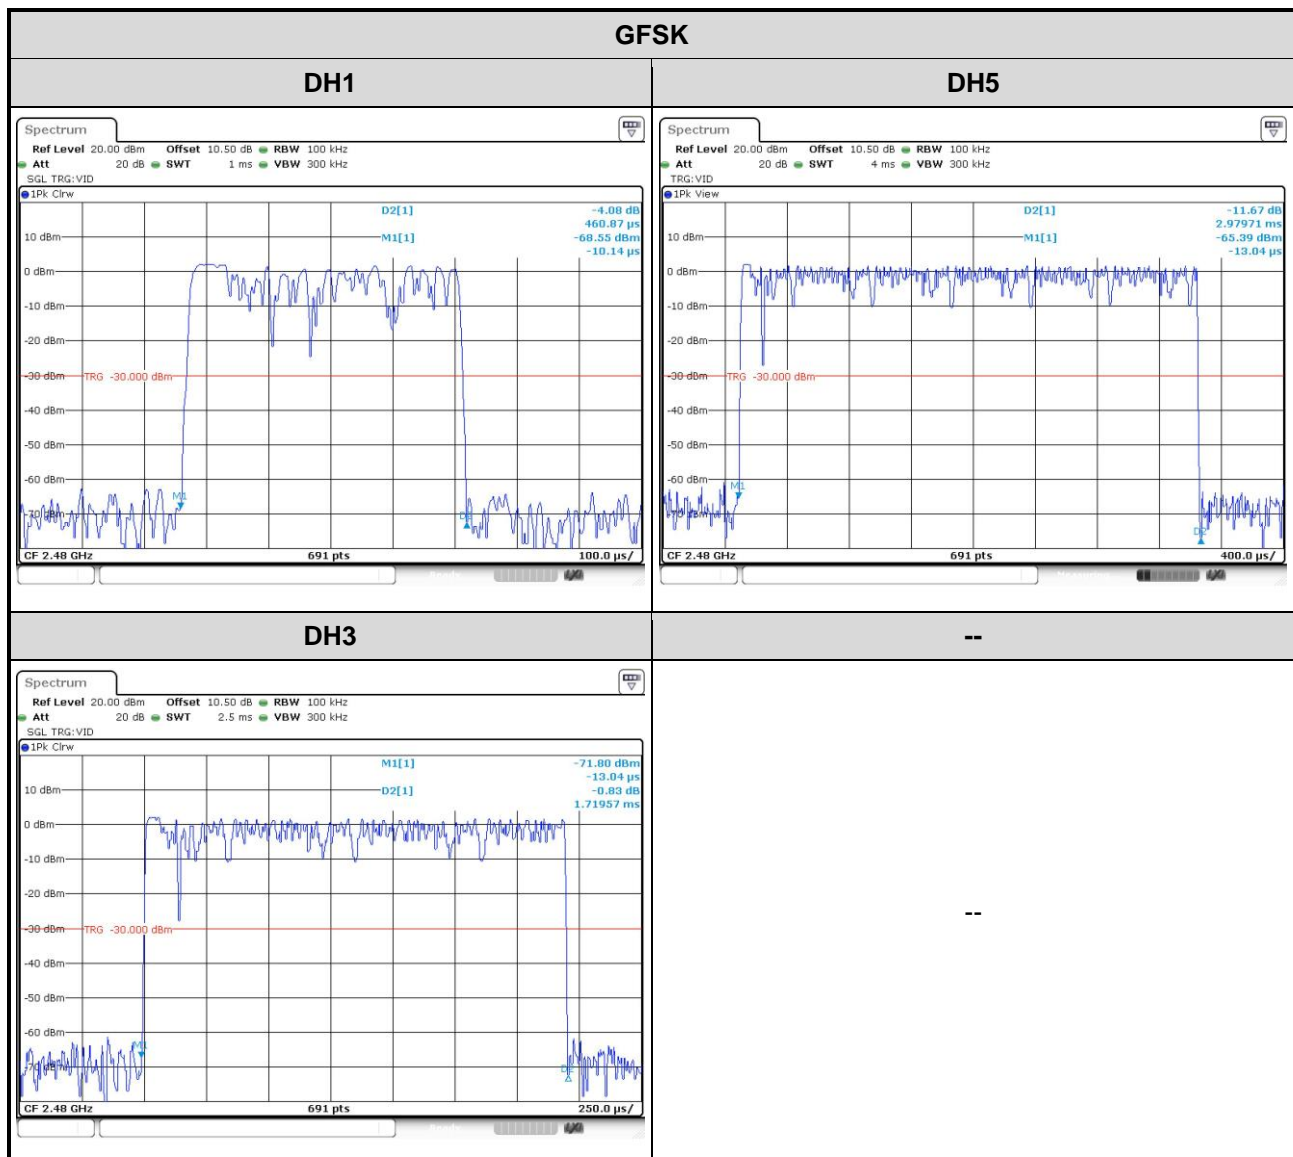 GFSK
DH1
Spectrum
Ref Level 20.00 dBm Offset 10.50 dB RBW 100 kHz
Att 20 dB SWT 1 ms VBW 300 kHz
SGL TRG:VID
1Pk Clrw
D2[1] -4.08 dB
460.87 µs
M1[1] -68.55 dBm
-10.14 µs
10 dBm
0 dBm
-10 dBm
-20 dBm
-30 dBm TRG -30.000 dBm
-40 dBm
-50 dBm
-60 dBm
M1
-70 dBm
CF 2.48 GHz 691 pts 100.0 µs/
DH5
Spectrum
Ref Level 20.00 dBm Offset 10.50 dB RBW 100 kHz
Att 20 dB SWT 4 ms VBW 300 kHz
TRG:VID
1Pk View
D2[1] -11.67 dB
2.97971 ms
M1[1] -65.39 dBm
-13.04 µs
10 dBm
0 dBm
-10 dBm
-20 dBm
-30 dBm TRG -30.000 dBm
-40 dBm
-50 dBm
-60 dBm
M1
-70 dBm
D2
CF 2.48 GHz 691 pts 400.0 µs/
DH3
Spectrum
Ref Level 20.00 dBm Offset 10.50 dB RBW 100 kHz
Att 20 dB SWT 2.5 ms VBW 300 kHz
SGL TRG:VID
1Pk Clrw
M1[1] -71.80 dBm
-13.04 µs
D2[1] -0.83 dB
1.71957 ms
10 dBm
0 dBm
-10 dBm
-20 dBm
-30 dBm TRG -30.000 dBm
-40 dBm
-50 dBm
-60 dBm
M1
-70 dBm
D2
CF 2.48 GHz 691 pts 250.0 µs/
--
--